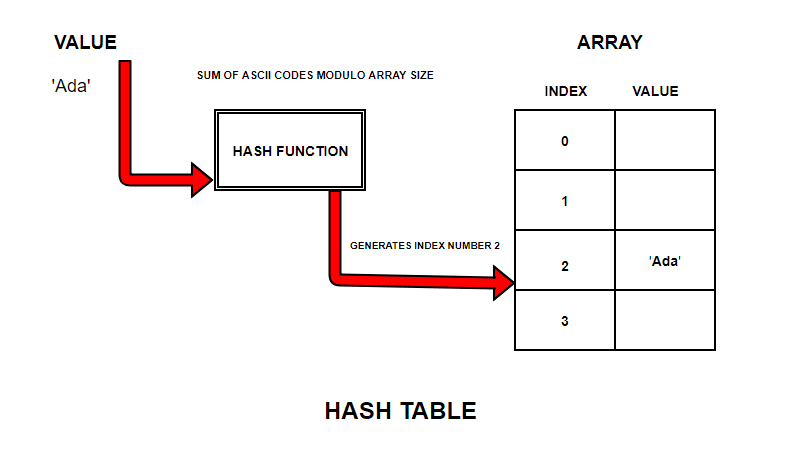 VALUE
'Ada'
SUM OF ASCII CODES MODULO ARRAY SIZE
HASH FUNCTION
GENERATES INDEX NUMBER 2
ARRAY
INDEX VALUE
0
1
2 'Ada'
3
HASH TABLE